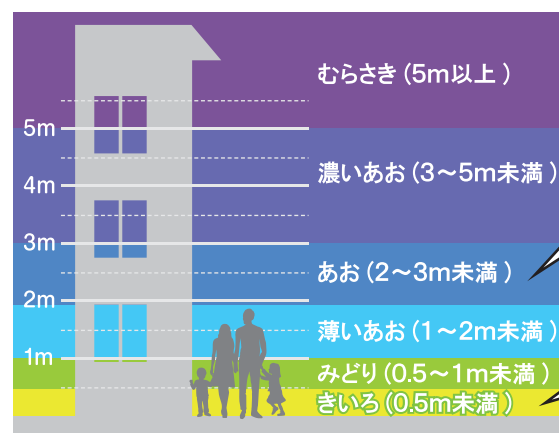 むらさき（5m以上）
5m
濃いあお（3～5m未満）
4m
3m
あお（2～3m未満）
2m
薄いあお（1～2m未満）
1m
みどり（0.5～1m未満）
きいろ（0.5m未満）